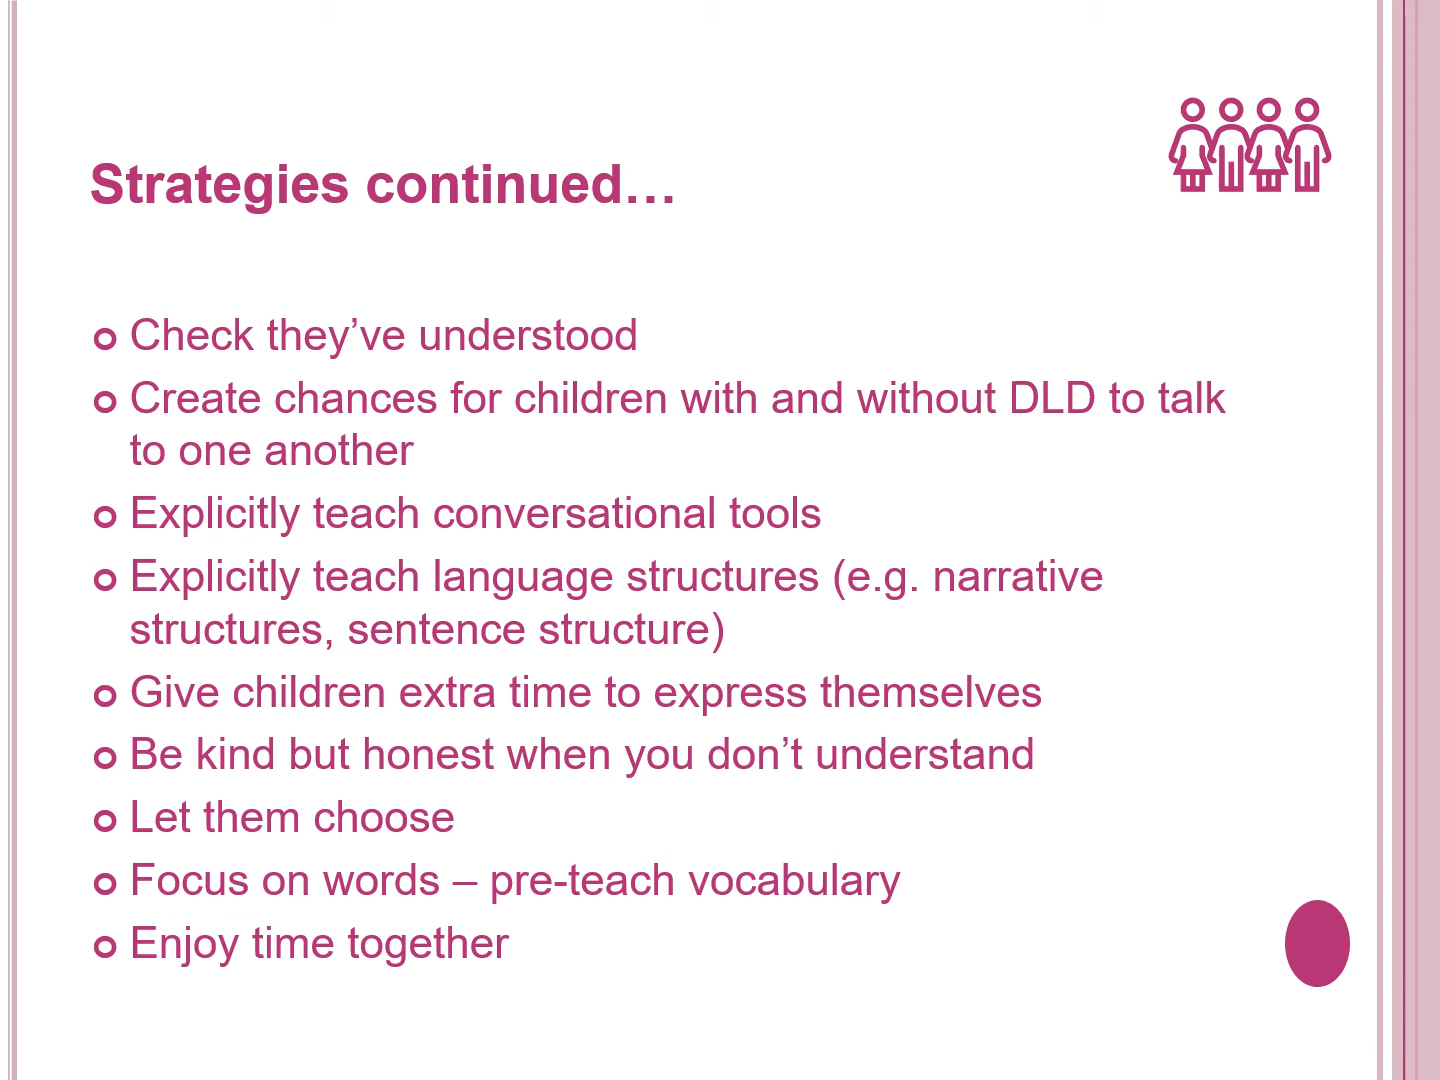 Strategies continued…
Check they’ve understood
Create chances for children with and without DLD to talk
to one another
Explicitly teach conversational tools
Explicitly teach language structures (e.g. narrative
structures, sentence structure)
Give children extra time to express themselves
Be kind but honest when you don’t understand
Let them choose
Focus on words – pre-teach vocabulary
Enjoy time together